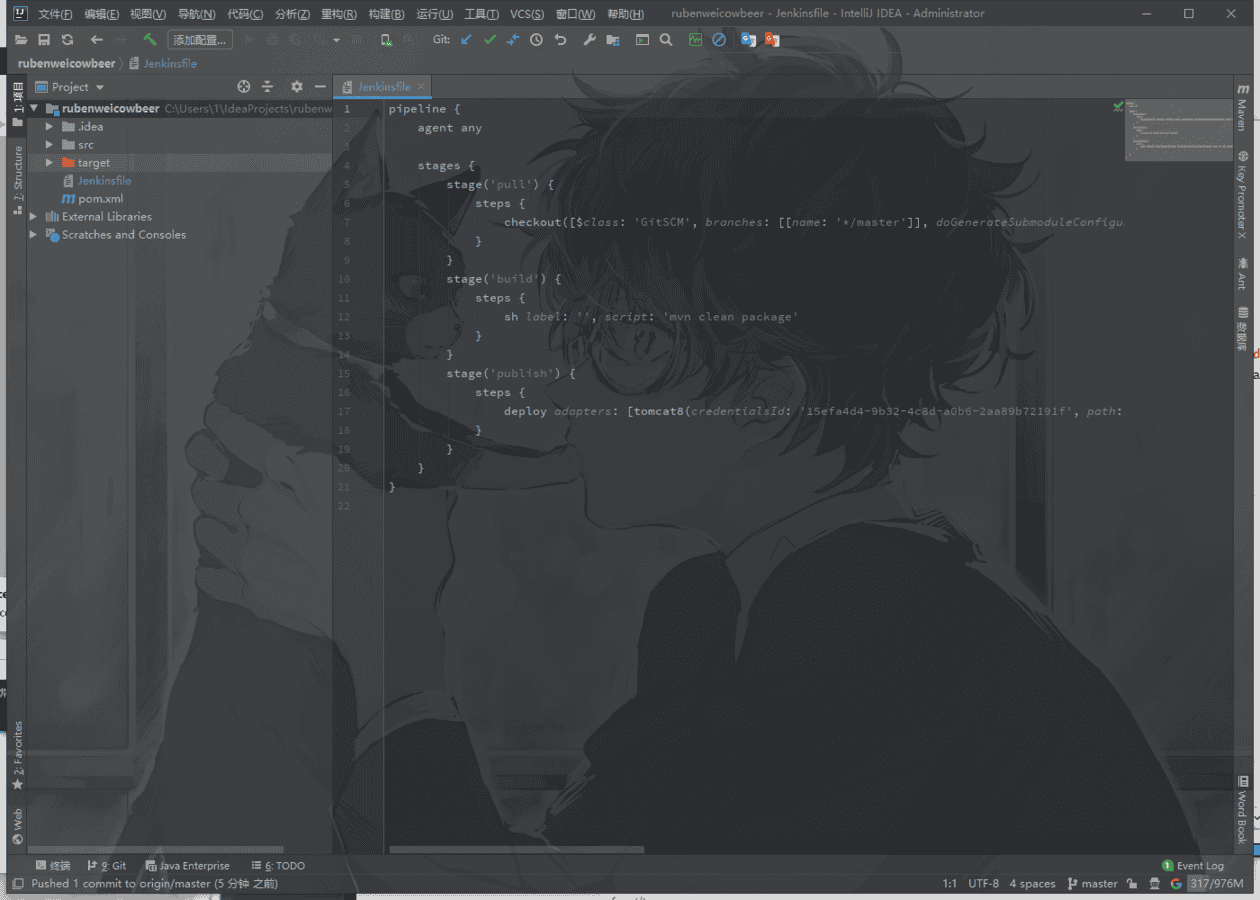 文件(F) 编辑(E) 视图(V) 导航(N) 代码(C) 分析(Z) 重构(R) 构建(B) 运行(U) 工具(T) VCS(S) 窗口(W) 帮助(H) rubenweicowbeer - Jenkinsfile - IntelliJ IDEA - Administrator
添加配置... Git:
rubenweicowbeer Jenkinsfile
1: 项目
Project
Jenkinsfile
rubenweicowbeer C:\Users\1\IdeaProjects\rubenw
.idea
src
target
Jenkinsfile
pom.xml
External Libraries
Scratches and Consoles
7: Structure
2: Favorites
Web
1 pipeline {
2 agent any
3
4 stages {
5 stage('pull') {
6 steps {
7 checkout([$class: 'GitSCM', branches: [[name: '*/master']], doGenerateSubmoduleConfigu
8 }
9 }
10 stage('build') {
11 steps {
12 sh label: '', script: 'mvn clean package'
13 }
14 }
15 stage('publish') {
16 steps {
17 deploy adapters: [tomcat8(credentialsId: '15efa4d4-9b32-4c8d-a0b6-2aa89b72191f', path:
18 }
19 }
20 }
21 }
22
Maven
Key Promoter X
Ant
数据库
Word Book
终端 9: Git Java Enterprise 6: TODO 1 Event Log
Pushed 1 commit to origin/master (5 分钟 之前) 1:1 UTF-8 4 spaces master 317/976M